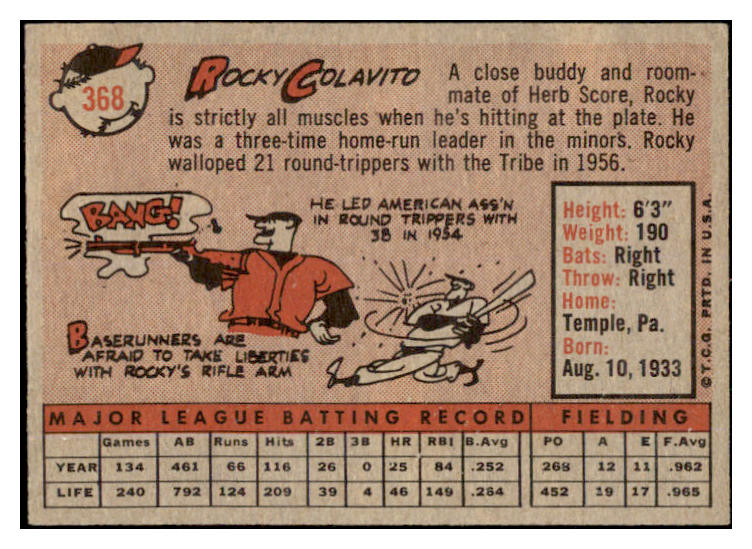 368
ROCKY COLAVITO
A close buddy and room-
mate of Herb Score, Rocky
is strictly all muscles when he's hitting at the plate. He
was a three-time home-run leader in the minors. Rocky
walloped 21 round-trippers with the Tribe in 1956.
BANG!
HE LED AMERICAN ASS'N
IN ROUND TRIPPERS WITH
38 IN 1954
BASERUNNERS ARE
AFRAID TO TAKE LIBERTIES
WITH ROCKY'S RIFLE ARM
Height: 6'3"
Weight: 190
Bats: Right
Throw: Right
Home:
Temple, Pa.
Born:
Aug. 10, 1933
© T.C.G. PRTD. IN U.S.A.
MAJOR LEAGUE BATTING RECORD FIELDING
Games AB Runs Hits 2B 3B HR RBI B.Avg PO A E F.Avg
YEAR 134 461 66 116 26 0 25 84 .252 268 12 11 .962
LIFE 240 792 124 209 39 4 46 149 .264 452 19 17 .965